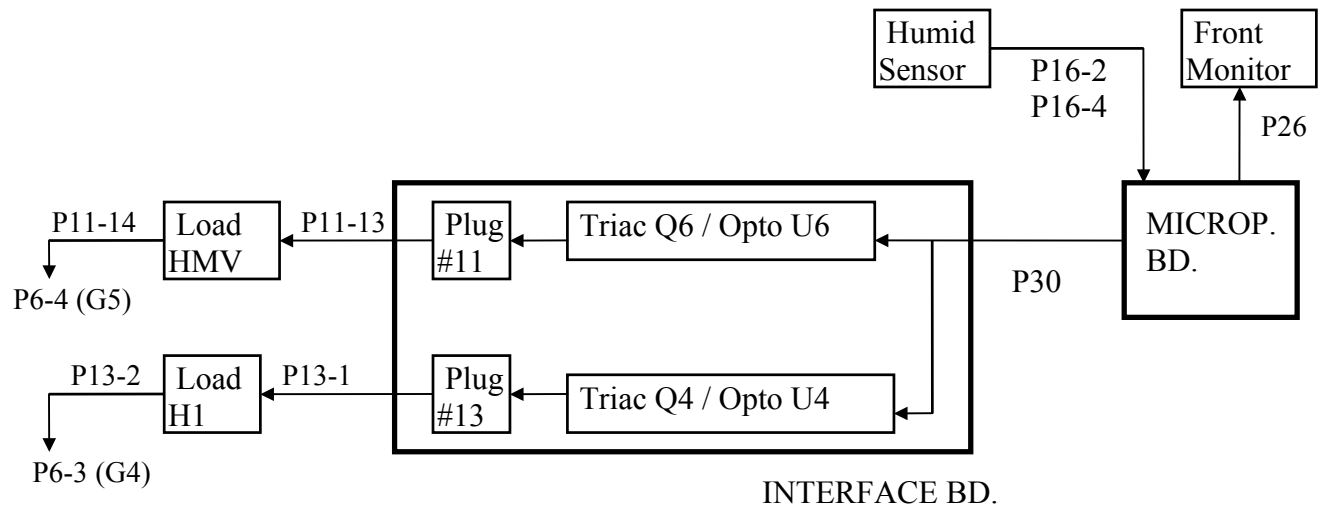 Humid
Sensor
Front
Monitor
P16-2
P16-4
P26
P11-14
Load
HMV
P11-13
Plug
#11
Triac Q6 / Opto U6
MICROP.
BD.
P30
P6-4 (G5)
P13-2
Load
H1
P13-1
Plug
#13
Triac Q4 / Opto U4
P6-3 (G4)
INTERFACE BD.